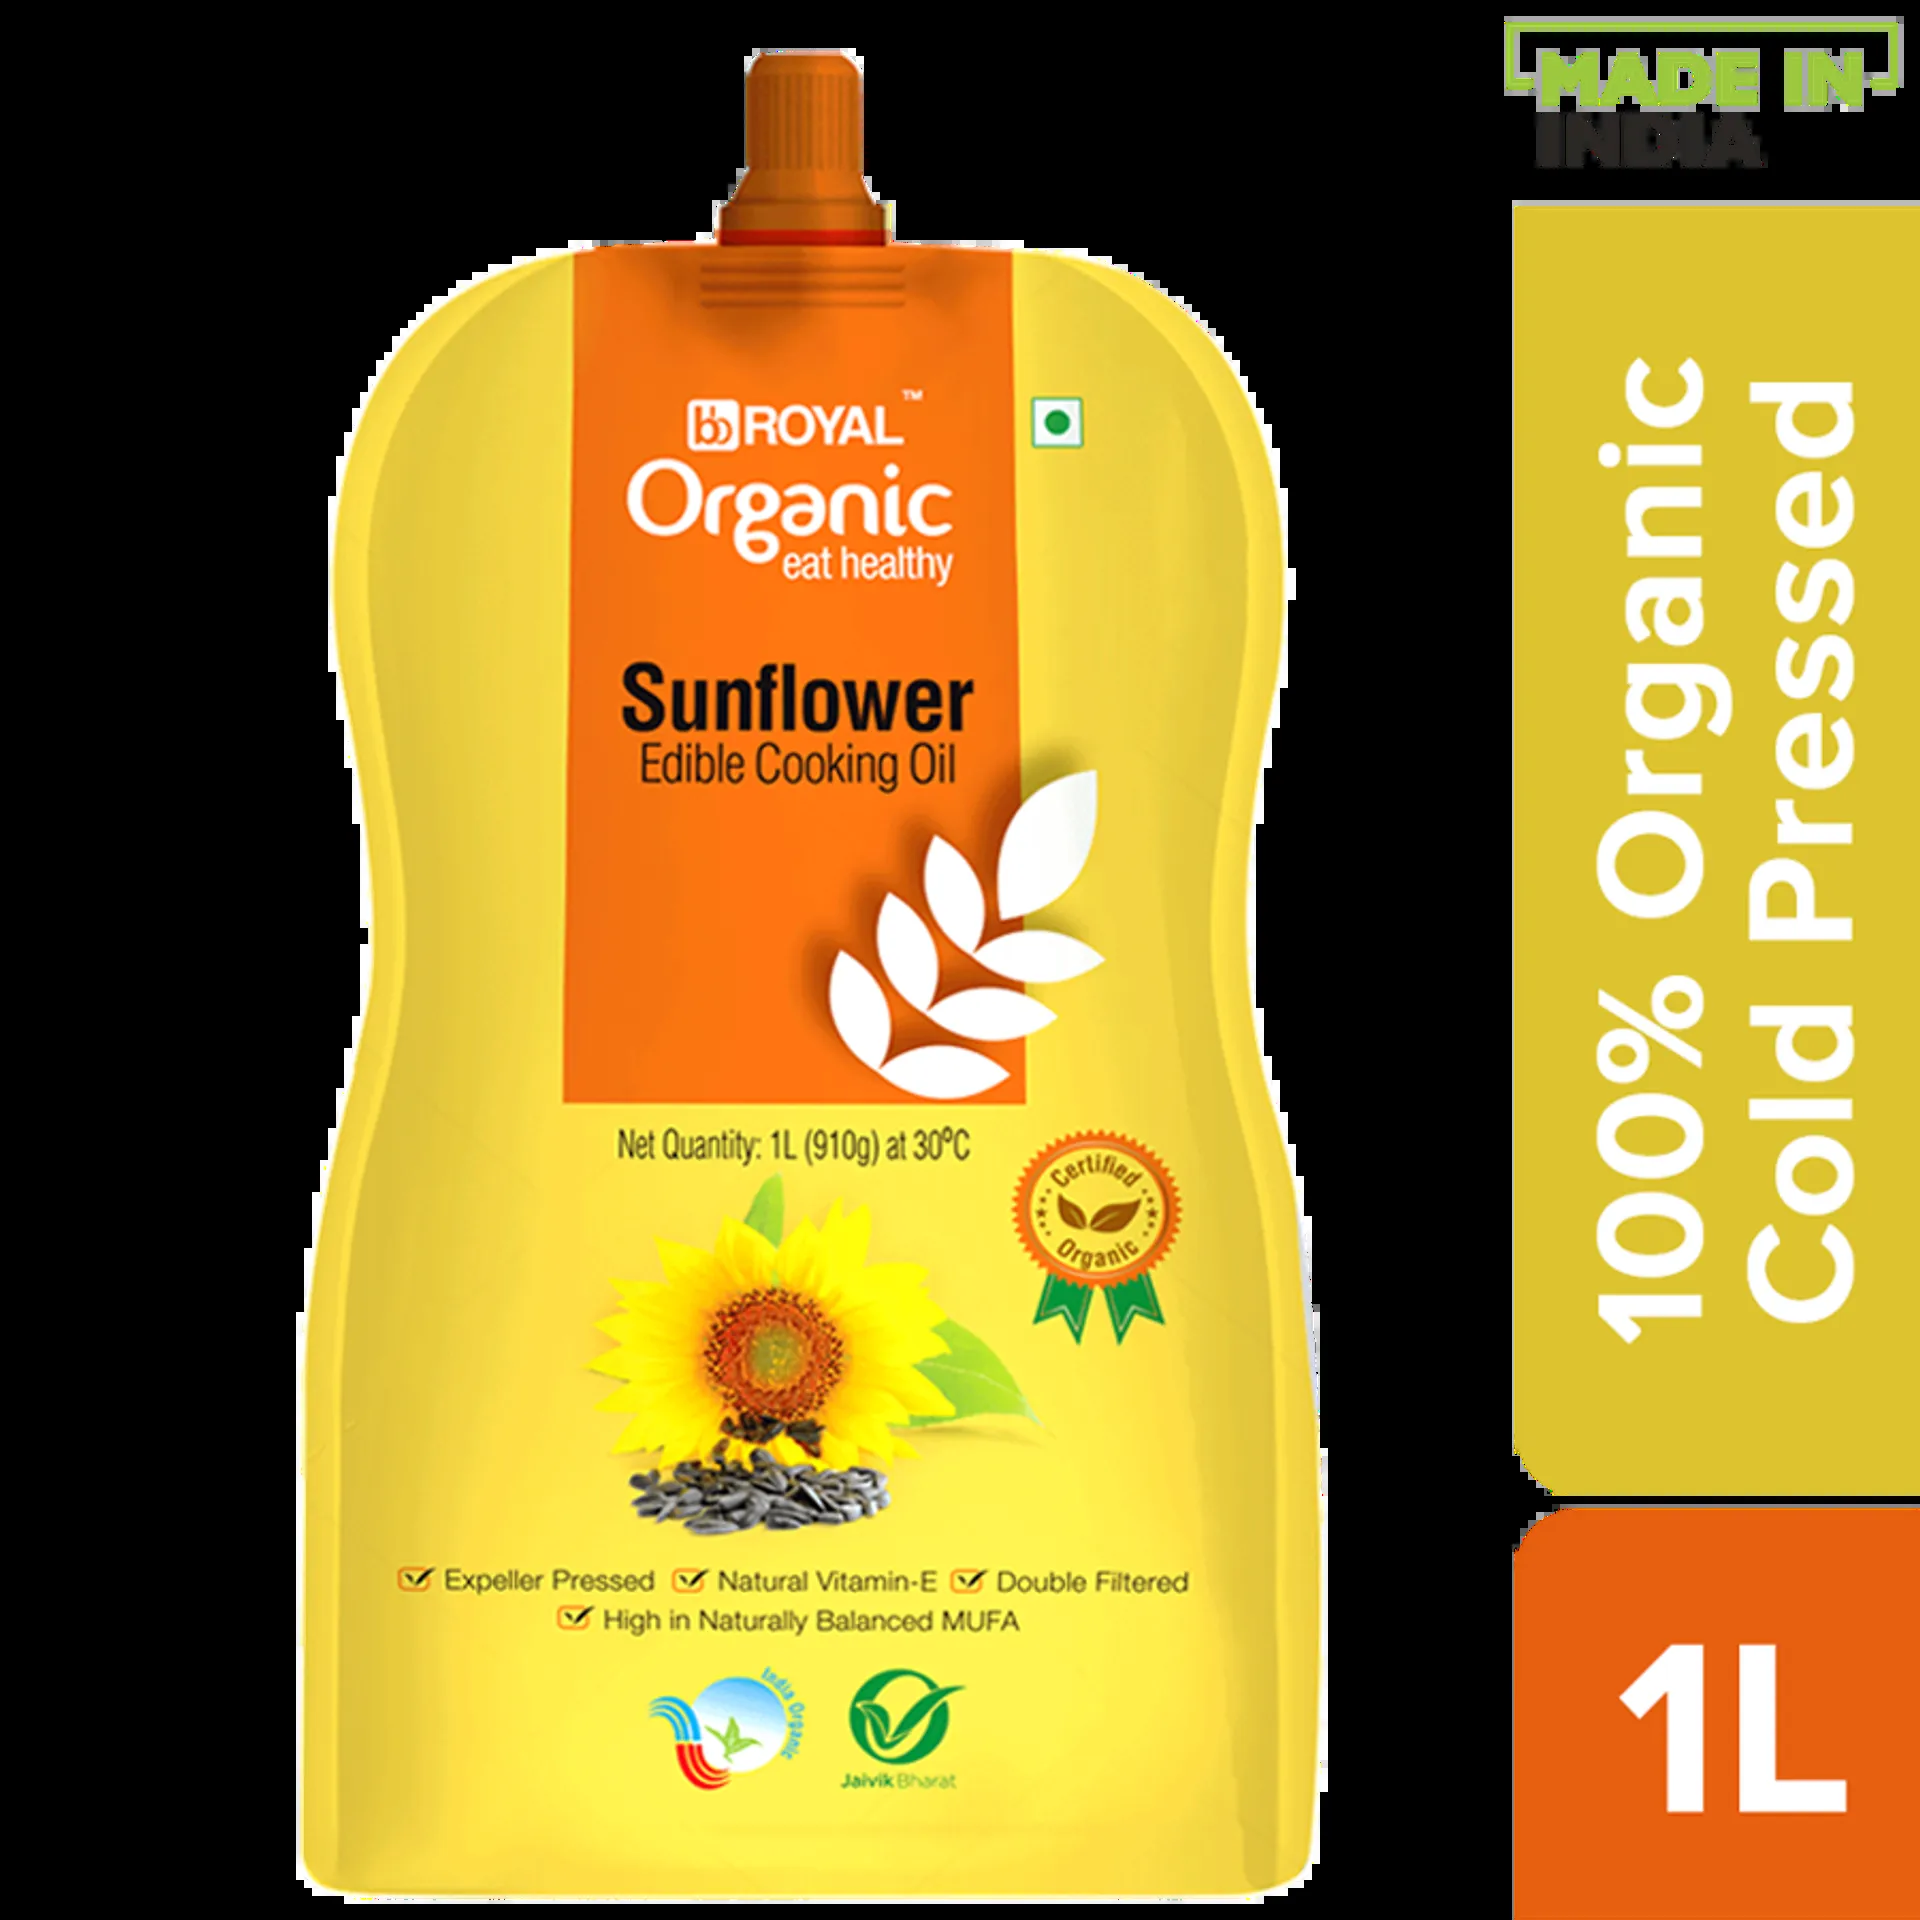 MADE IN
INDIA
bb ROYAL™
Organic
eat healthy
Sunflower
Edible Cooking Oil
Net Quantity: 1L (910g) at 30ºC
Certified
Organic
Expeller Pressed Natural Vitamin-E Double Filtered
High in Naturally Balanced MUFA
India Organic
Jaivik Bharat
100% Organic
Cold Pressed
1L